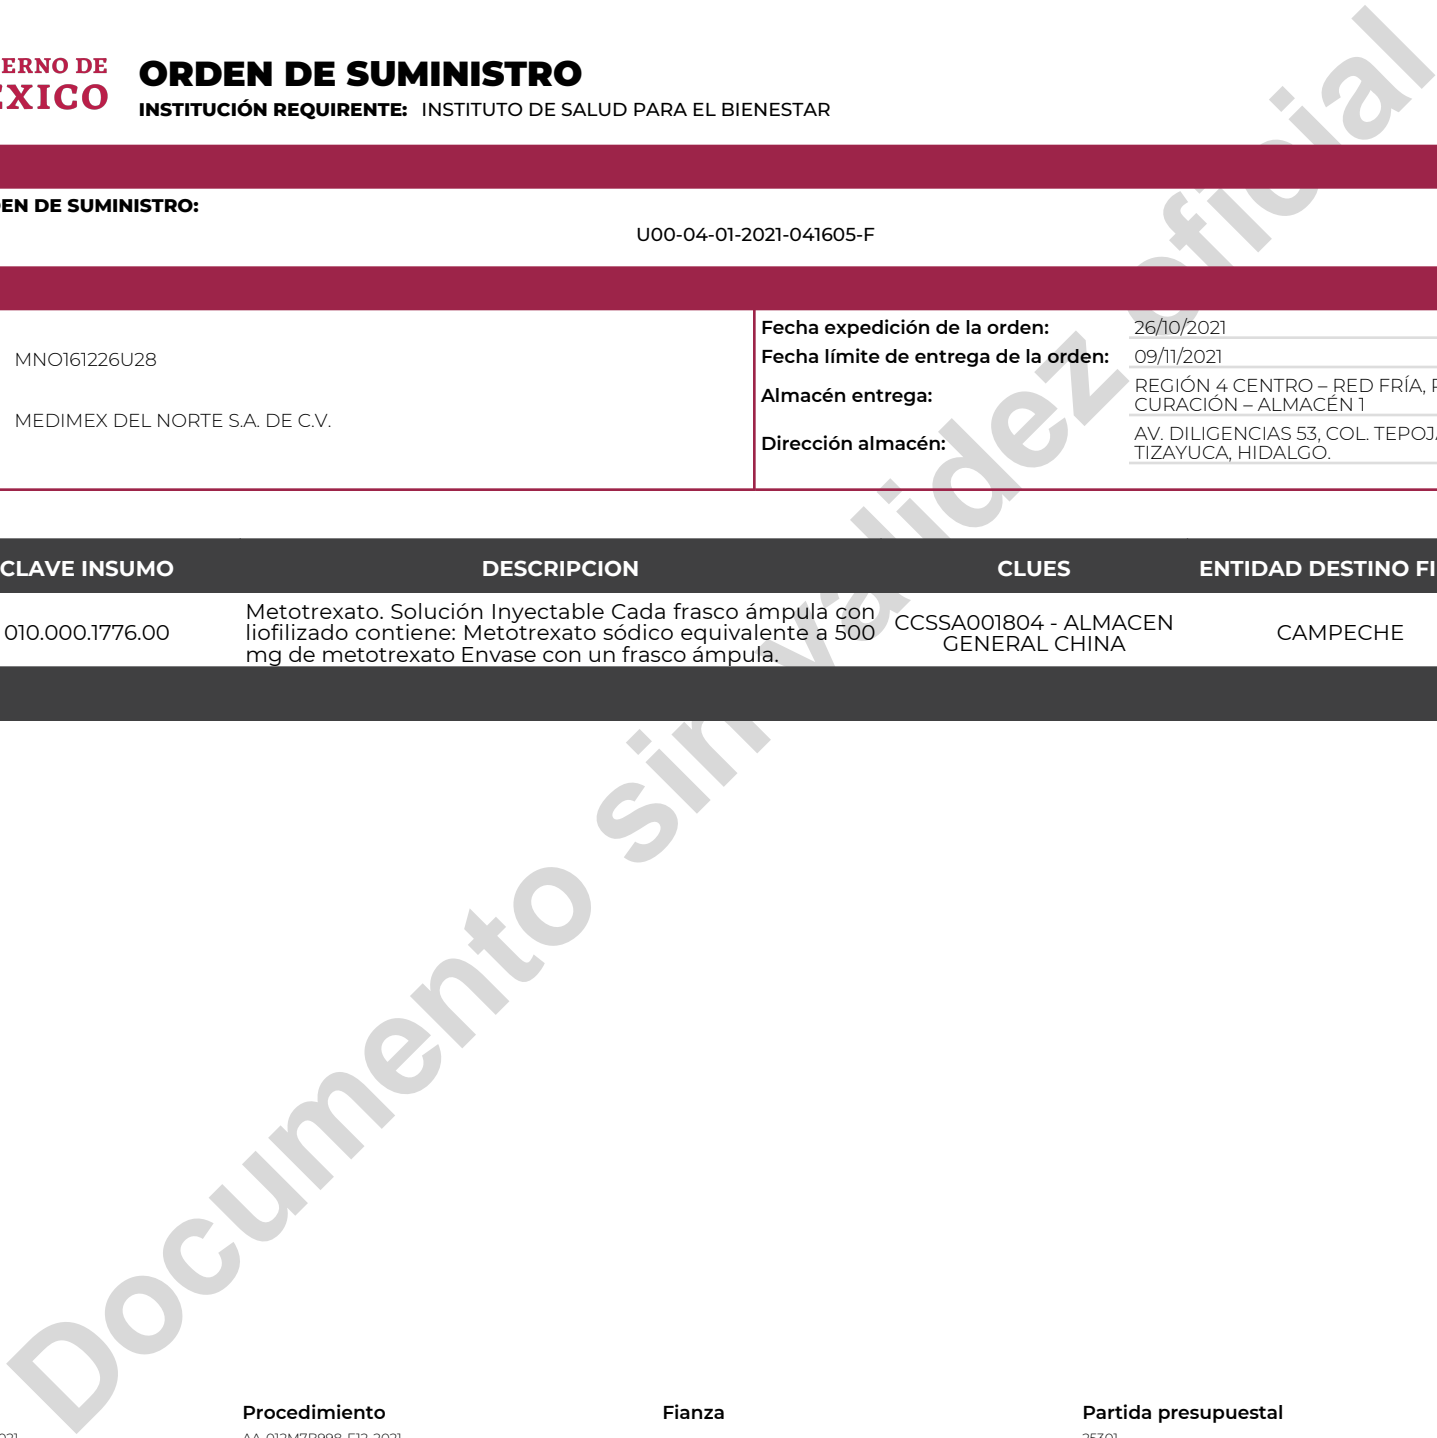 ERNO DE
ORDEN DE SUMINISTRO
XICO
INSTITUCIÓN REQUIRENTE: INSTITUTO DE SALUD PARA EL BIENESTAR
EN DE SUMINISTRO:
U00-04-01-2021-041605-F
Fecha expedición de la orden: 26/10/2021
MNO161226U28
Fecha límite de entrega de la orden: 09/11/2021
Almacén entrega:
REGIÓN 4 CENTRO – RED FRÍA,
CURACIÓN – ALMACÉN 1
MEDIMEX DEL NORTE S.A. DE C.V.
Dirección almacén:
AV. DILIGENCIAS 53, COL. TEPOJ
TIZAYUCA, HIDALGO.
CLAVE INSUMO DESCRIPCION CLUES ENTIDAD DESTINO FI
010.000.1776.00
Metotrexato. Solución Inyectable Cada frasco ámpula con
liofilizado contiene: Metotrexato sódico equivalente a 500
mg de metotrexato Envase con un frasco ámpula.
CCSSA001804 - ALMACEN
GENERAL CHINA
CAMPECHE
Documento sin validez oficial
Procedimiento Fianza Partida presupuestal